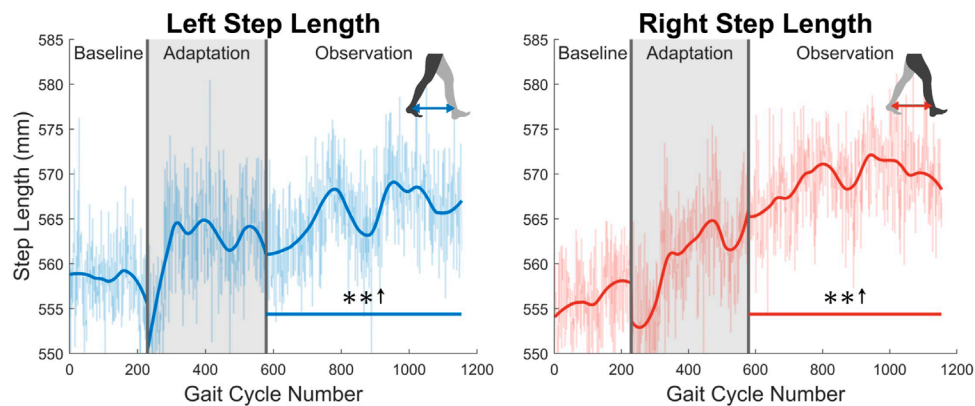 Left Step Length
Baseline Adaptation Observation
585
580
575
570
565
560
555
550
Step Length (mm)
**↑
0 200 400 600 800 1000 1200
Gait Cycle Number
Right Step Length
Baseline Adaptation Observation
585
580
575
570
565
560
555
550
**↑
0 200 400 600 800 1000 1200
Gait Cycle Number